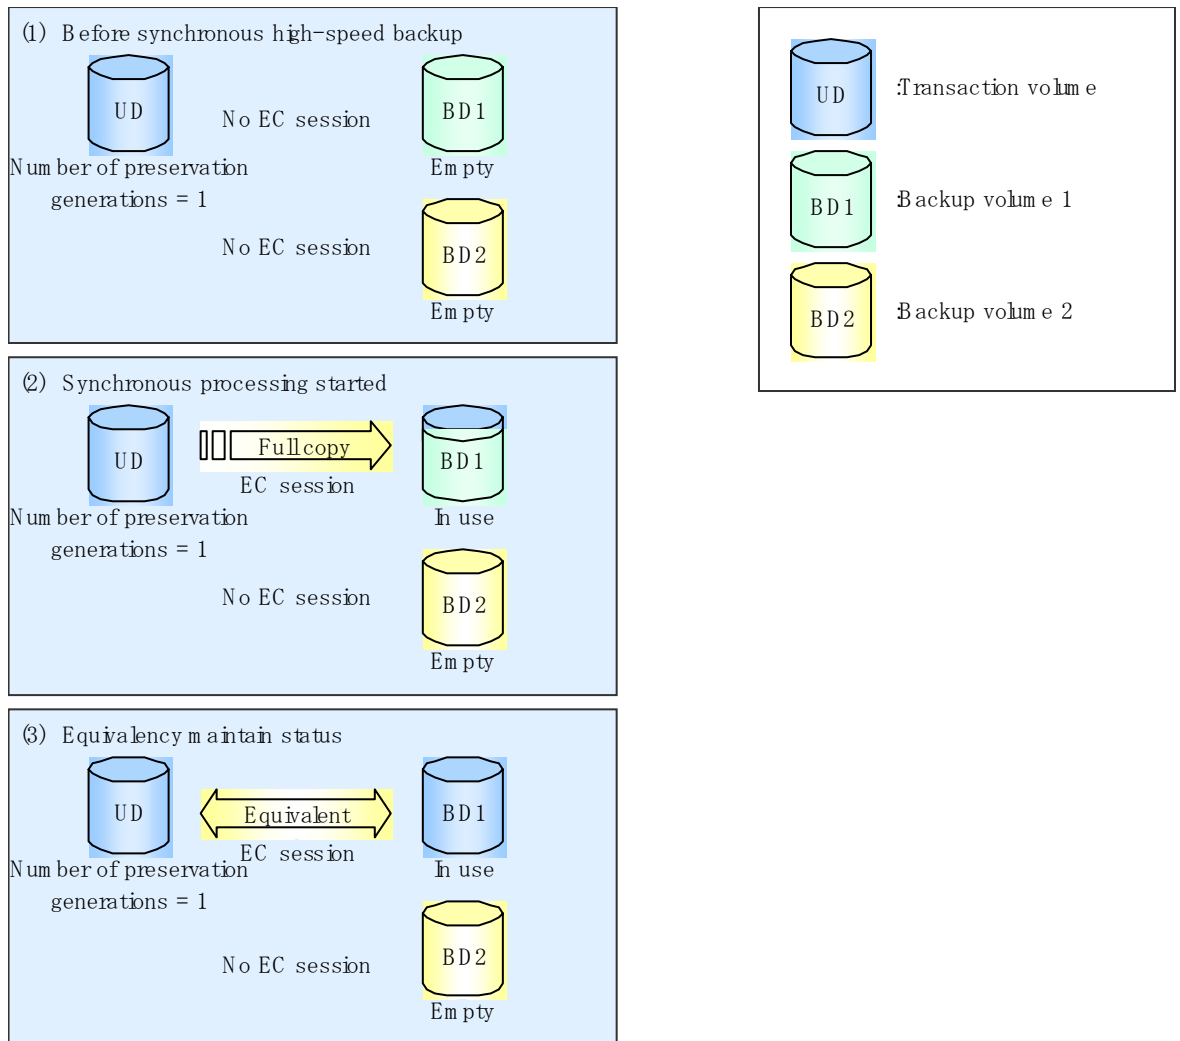 (1) Before synchronous high-speed backup
UD
No EC session
BD1
Number of preservation
generations = 1
Empty
No EC session
BD2
Empty
(2) Synchronous processing started
UD
Full copy
EC session
BD1
Number of preservation
generations = 1
In use
No EC session
BD2
Empty
(3) Equivalency maintain status
UD
Equivalent
EC session
BD1
Number of preservation
generations = 1
In use
No EC session
BD2
Empty
UD
:Transaction volume
BD1
:Backup volume 1
BD2
:Backup volume 2